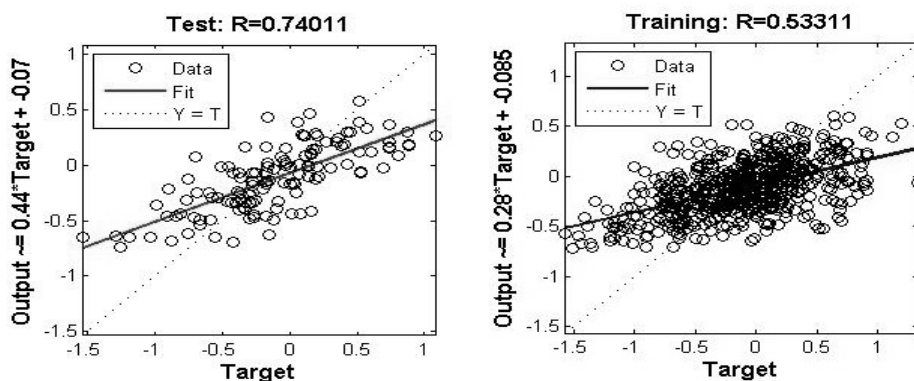 Test: R=0.74011
Output ~= 0.44*Target + -0.07
1
0.5
0
-0.5
-1
-1.5
Data
Fit
Y = T
-1.5
-1
-0.5
0
0.5
1
Target
Training: R=0.53311
Output ~= 0.28*Target + -0.085
1
0.5
0
-0.5
-1
-1.5
Data
Fit
Y = T
-1.5
-1
-0.5
0
0.5
1
Target